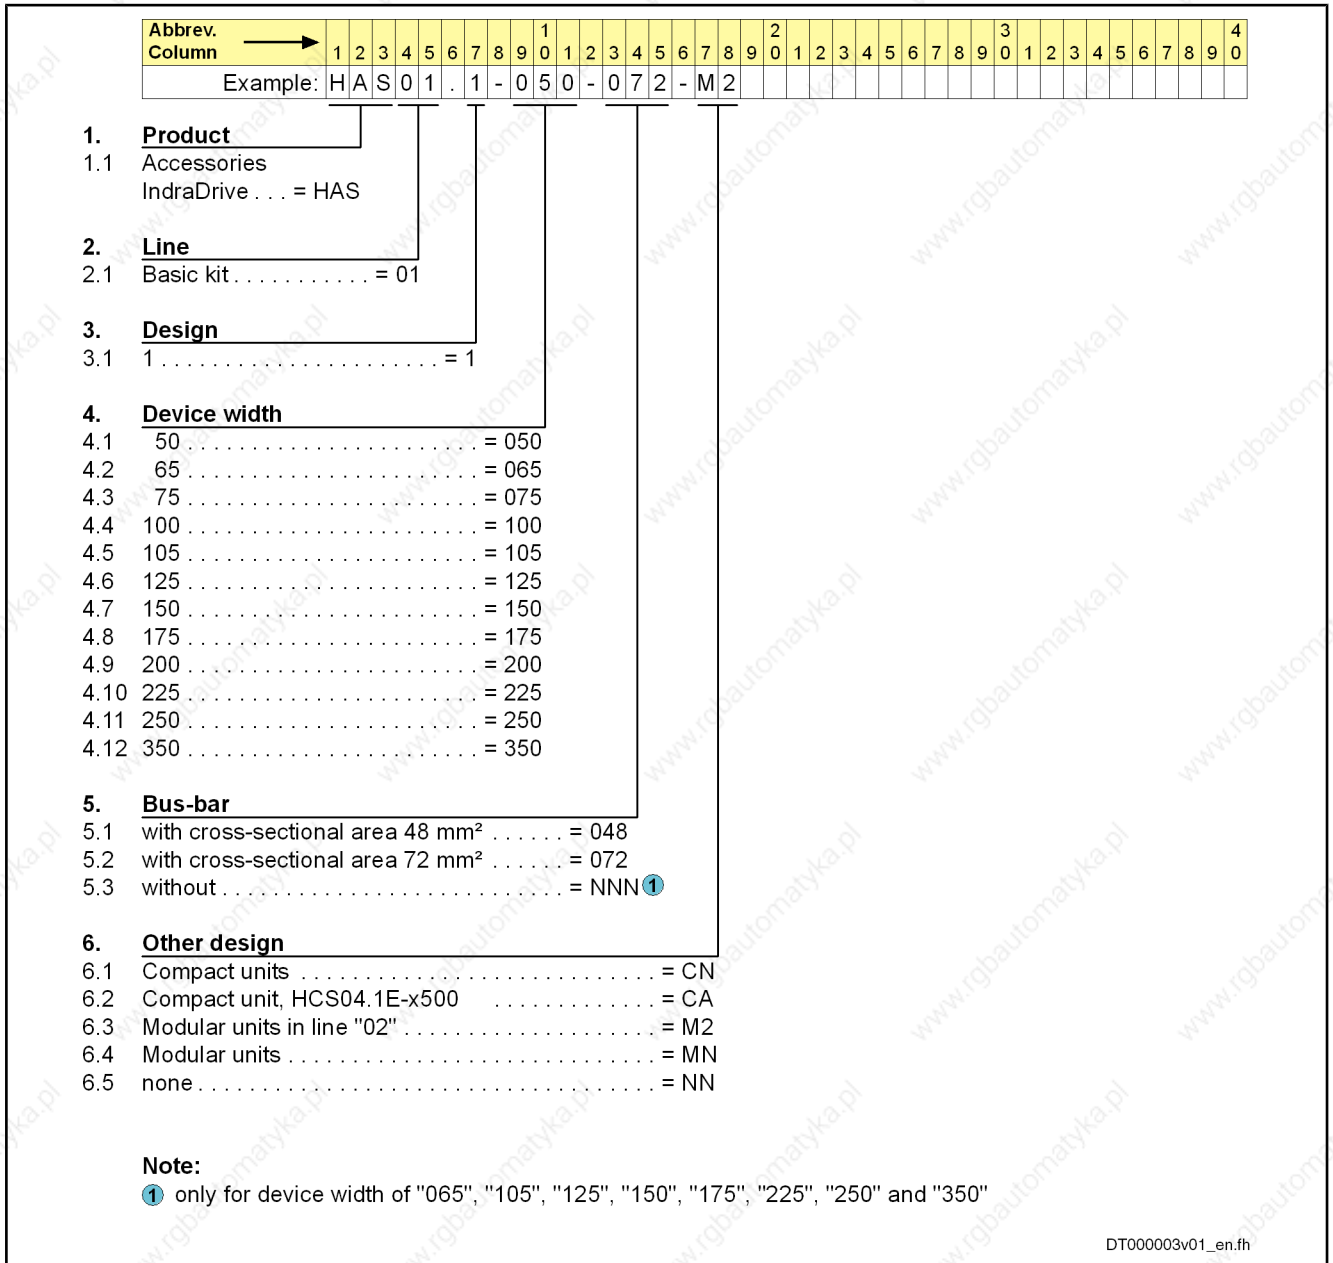 Abbrev.
Column 1 2 3 4 5 6 7 8 9 10 1 2 3 4 5 6 7 8 9 20 1 2 3 4 5 6 7 8 9 30 1 2 3 4 5 6 7 8 9 40
Example: H A S 0 1 . 1 - 0 5 0 - 0 7 2 - M 2
1. Product
1.1 Accessories
IndraDrive . . . = HAS
2. Line
2.1 Basic kit . . . . . . . . . . . = 01
3. Design
3.1 1 . . . . . . . . . . . . . . . . . . . . . . = 1
4. Device width
4.1 50 . . . . . . . . . . . . . . . . . . . . . . . = 050
4.2 65 . . . . . . . . . . . . . . . . . . . . . . . = 065
4.3 75 . . . . . . . . . . . . . . . . . . . . . . . = 075
4.4 100 . . . . . . . . . . . . . . . . . . . . . . . = 100
4.5 105 . . . . . . . . . . . . . . . . . . . . . . . = 105
4.6 125 . . . . . . . . . . . . . . . . . . . . . . . = 125
4.7 150 . . . . . . . . . . . . . . . . . . . . . . . = 150
4.8 175 . . . . . . . . . . . . . . . . . . . . . . . = 175
4.9 200 . . . . . . . . . . . . . . . . . . . . . . . = 200
4.10 225 . . . . . . . . . . . . . . . . . . . . . . . = 225
4.11 250 . . . . . . . . . . . . . . . . . . . . . . . = 250
4.12 350 . . . . . . . . . . . . . . . . . . . . . . . = 350
5. Bus-bar
5.1 with cross-sectional area 48 mm² . . . . . . = 048
5.2 with cross-sectional area 72 mm² . . . . . . = 072
5.3 without . . . . . . . . . . . . . . . . . . . . . . . . . . . = NNN 1
6. Other design
6.1 Compact units . . . . . . . . . . . . . . . . . . . . . . . . . . . . = CN
6.2 Compact unit, HCS04.1E-x500 . . . . . . . . . . . . . = CA
6.3 Modular units in line "02" . . . . . . . . . . . . . . . . . . . . = M2
6.4 Modular units . . . . . . . . . . . . . . . . . . . . . . . . . . . . . = MN
6.5 none . . . . . . . . . . . . . . . . . . . . . . . . . . . . . . . . . . . . = NN
Note:
1 only for device width of "065", "105", "125", "150", "175", "225", "250" and "350"
DT000003v01_en.fh
www.rgbautomatyka.pl